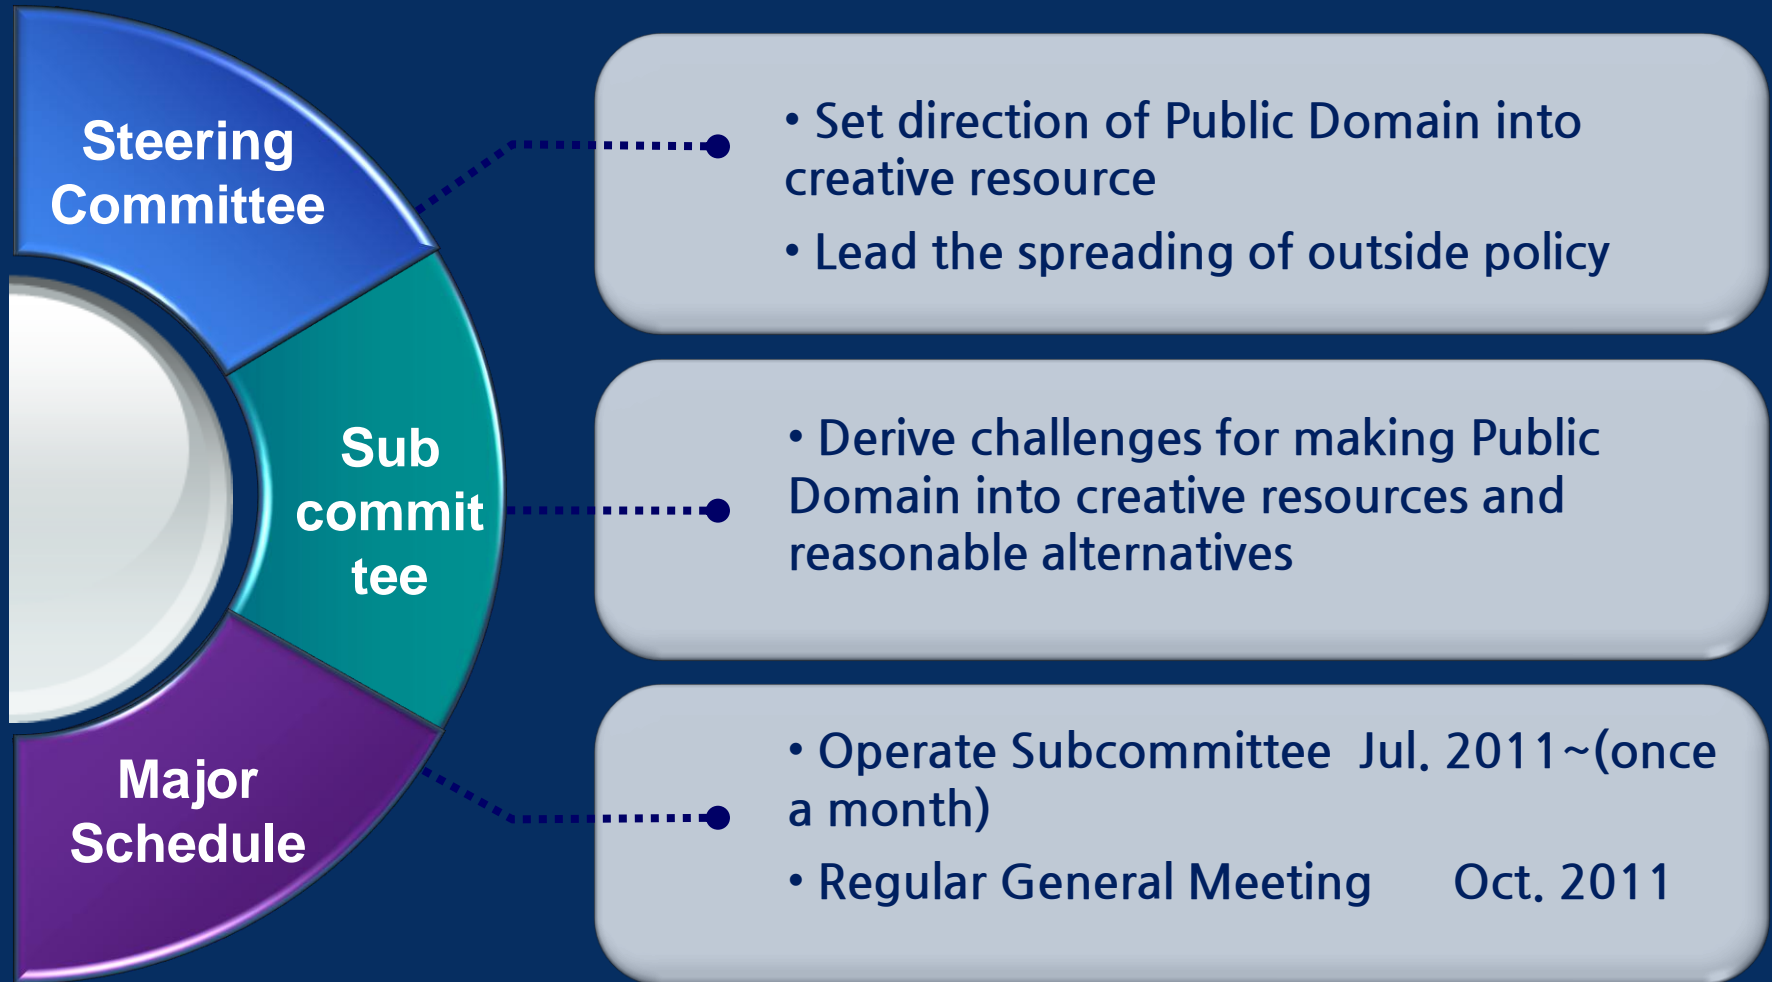 Steering
Committee
• Set direction of Public Domain into
creative resource
• Lead the spreading of outside policy
Sub
commit
tee
• Derive challenges for making Public
Domain into creative resources and
reasonable alternatives
Major
Schedule
• Operate Subcommittee Jul. 2011~(once
a month)
• Regular General Meeting Oct. 2011